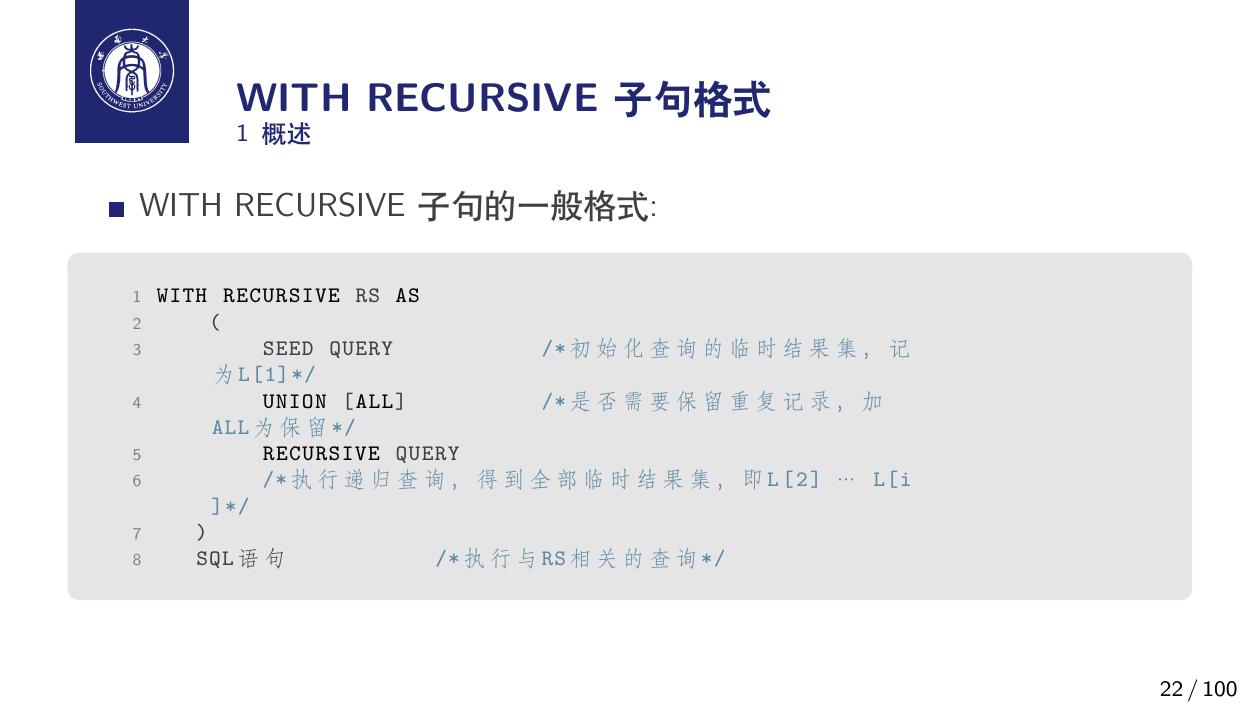 西南大学
SOUTHWEST UNIVERSITY
WITH RECURSIVE 子句格式
1 概述
WITH RECURSIVE 子句的一般格式:
1 WITH RECURSIVE RS AS
2 (
3 SEED QUERY /*初始化查询的临时结果集，记
为L[1]*/
4 UNION [ALL] /*是否需要保留重复记录，加
ALL为保留*/
5 RECURSIVE QUERY
6 /*执行递归查询，得到全部临时结果集，即L[2] … L[i
]*/
7 )
8 SQL语句 /*执行与RS相关的查询*/
22 / 100